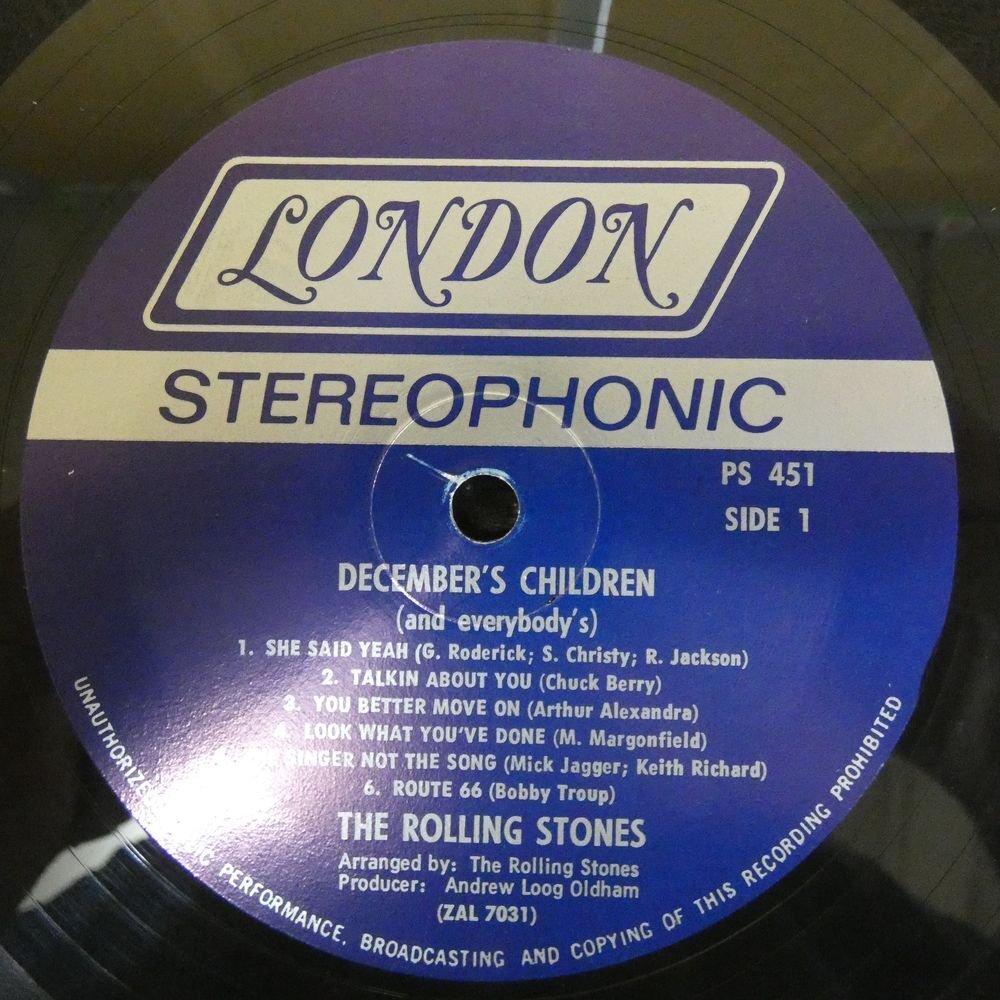 LONDON
STEREOPHONIC
PS 451
SIDE 1
DECEMBER'S CHILDREN
(and everybody's)
1. SHE SAID YEAH (G. Roderick; S. Christy; R. Jackson)
2. TALKIN ABOUT YOU (Chuck Berry)
3. YOU BETTER MOVE ON (Arthur Alexandra)
4. LOOK WHAT YOU'VE DONE (M. Margonfield)
SINGER NOT THE SONG (Mick Jagger; Keith Richard)
6. ROUTE 66 (Bobby Troup)
THE ROLLING STONES
Arranged by: The Rolling Stones
Producer: Andrew Loog Oldham
(ZAL 7031)
PERFORMANCE, BROADCASTING AND COPYING OF THIS RECORDING PROHIBITED